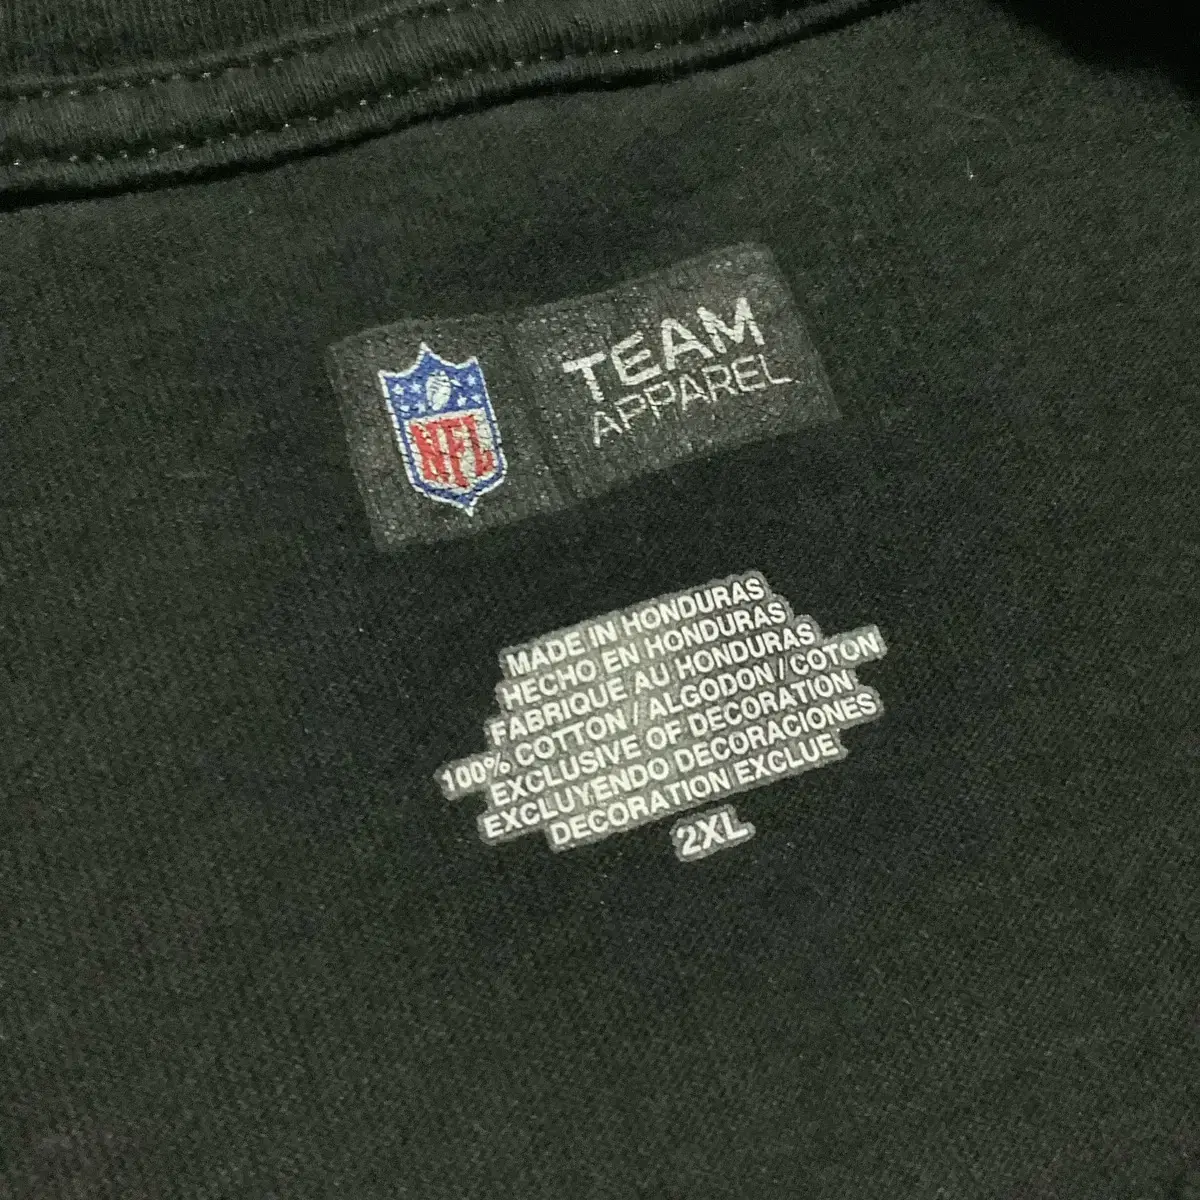 NFL
TEAM
APPAREL
MADE IN HONDURAS
HECHO EN HONDURAS
FABRIQUE AU HONDURAS
100% COTTON / ALGODON / COTON
EXCLUSIVE OF DECORATION
EXCLUYENDO DECORACIONES
DECORATION EXCLUE
2XL